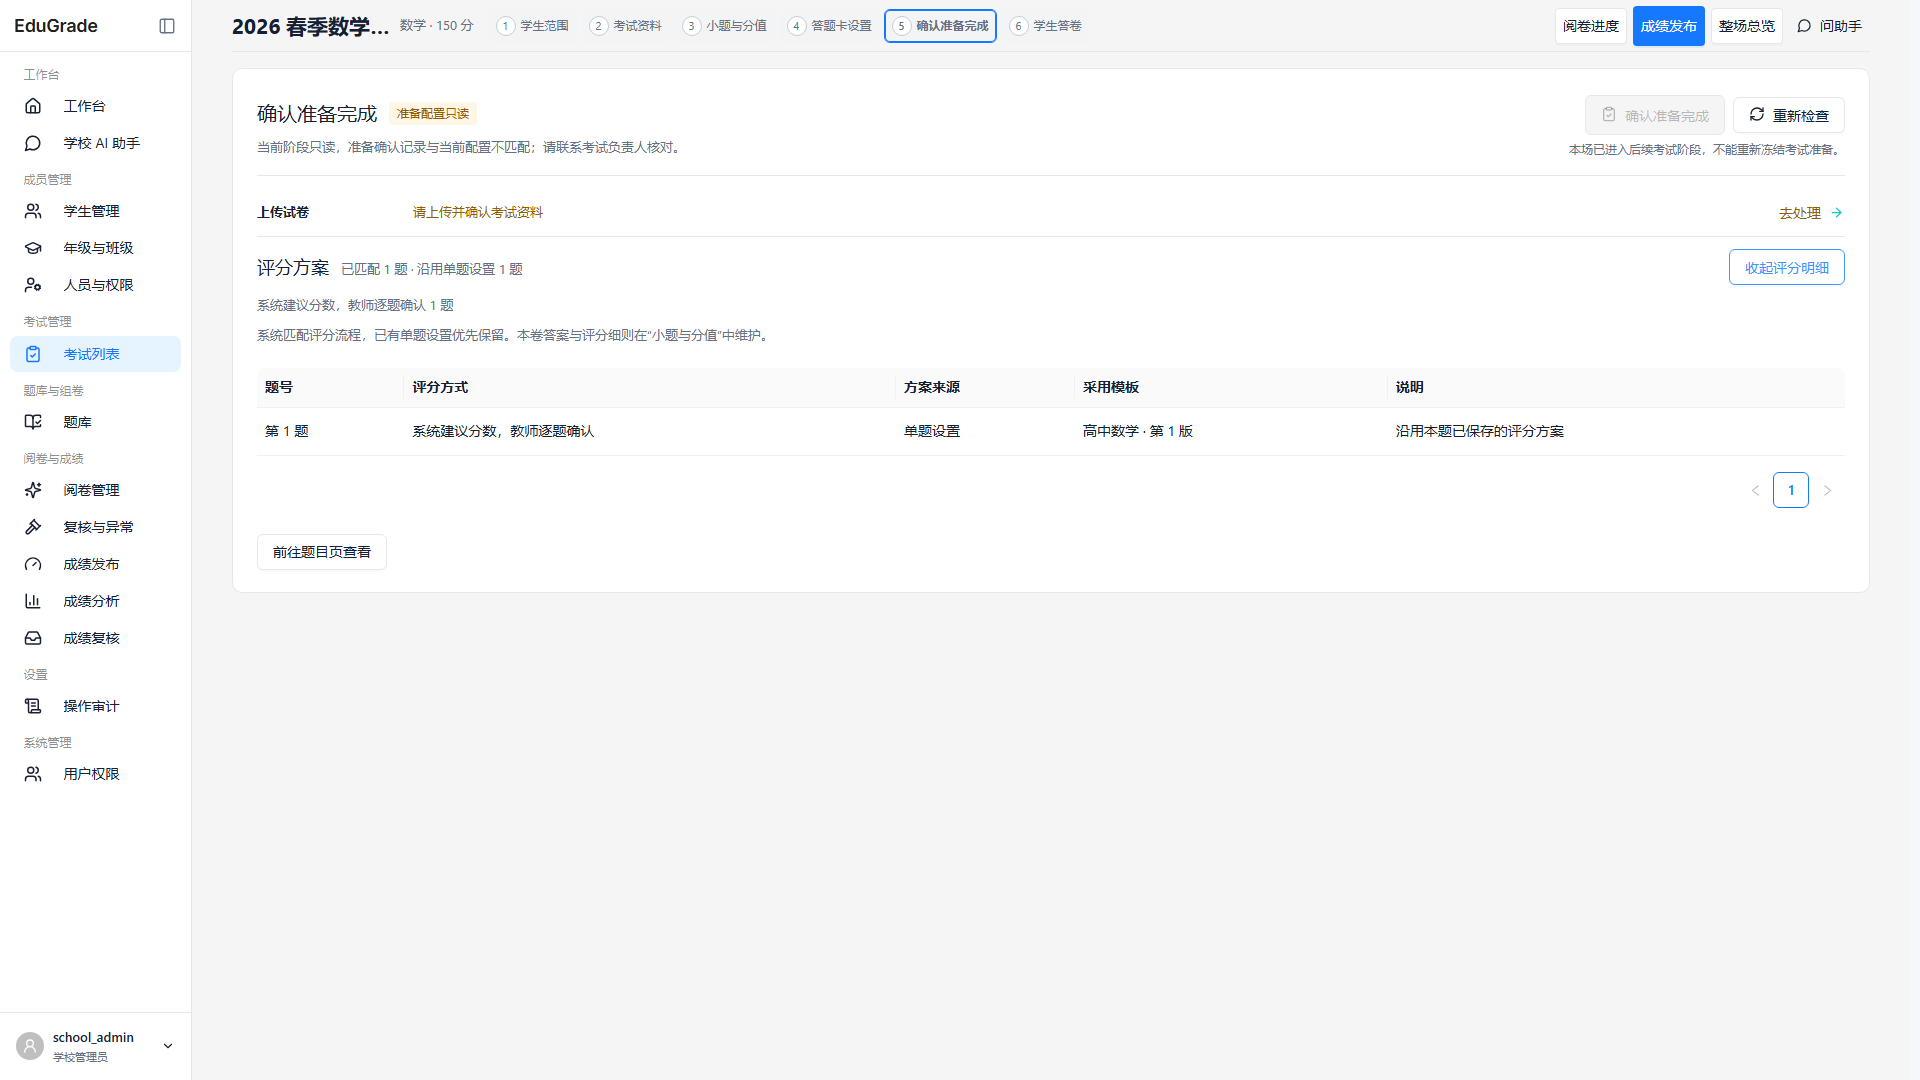 EduGrade
工作台
工作台
学校 AI 助手
成员管理
学生管理
年级与班级
人员与权限
考试管理
考试列表
题库与组卷
题库
阅卷与成绩
阅卷管理
复核与异常
成绩发布
成绩分析
成绩复核
设置
操作审计
系统管理
用户权限
school_admin
学校管理员
2026 春季数学... 数学 · 150 分 1 学生范围 2 考试资料 3 小题与分值 4 答题卡设置 5 确认准备完成 6 学生答卷 阅卷进度 成绩发布 整场总览 问助手
确认准备完成 准备配置只读 确认准备完成 重新检查
当前阶段只读，准备确认记录与当前配置不匹配；请联系考试负责人核对。 本场已进入后续考试阶段，不能重新冻结考试准备。
上传试卷 请上传并确认考试资料 去处理
评分方案 已匹配 1 题 · 沿用单题设置 1 题 收起评分明细
系统建议分数，教师逐题确认 1 题
系统匹配评分流程，已有单题设置优先保留。本卷答案与评分细则在“小题与分值”中维护。
题号 评分方式 方案来源 采用模板 说明
第 1 题 系统建议分数，教师逐题确认 单题设置 高中数学 · 第 1 版 沿用本题已保存的评分方案
1
前往题目页查看